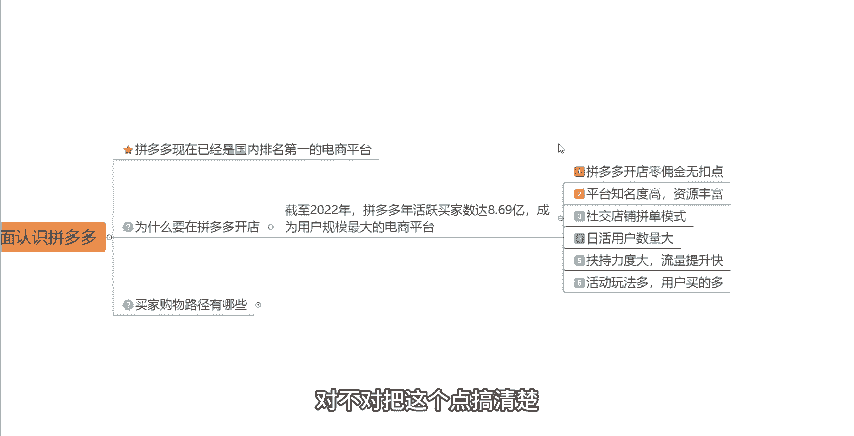 面认识拼多多
拼多多现在已经是国内排名第一的电商平台
为什么要在拼多多开店
截至2022年，拼多多年活跃买家数达8.69亿，成
为用户规模最大的电商平台
1 拼多多开店零佣金无扣点
2 平台知名度高，资源丰富
3 社交店铺拼单模式
4 日活用户数量大
5 扶持力度大，流量提升快
6 活动玩法多，用户买的多
买家购物路径有哪些
对不对把这个点搞清楚